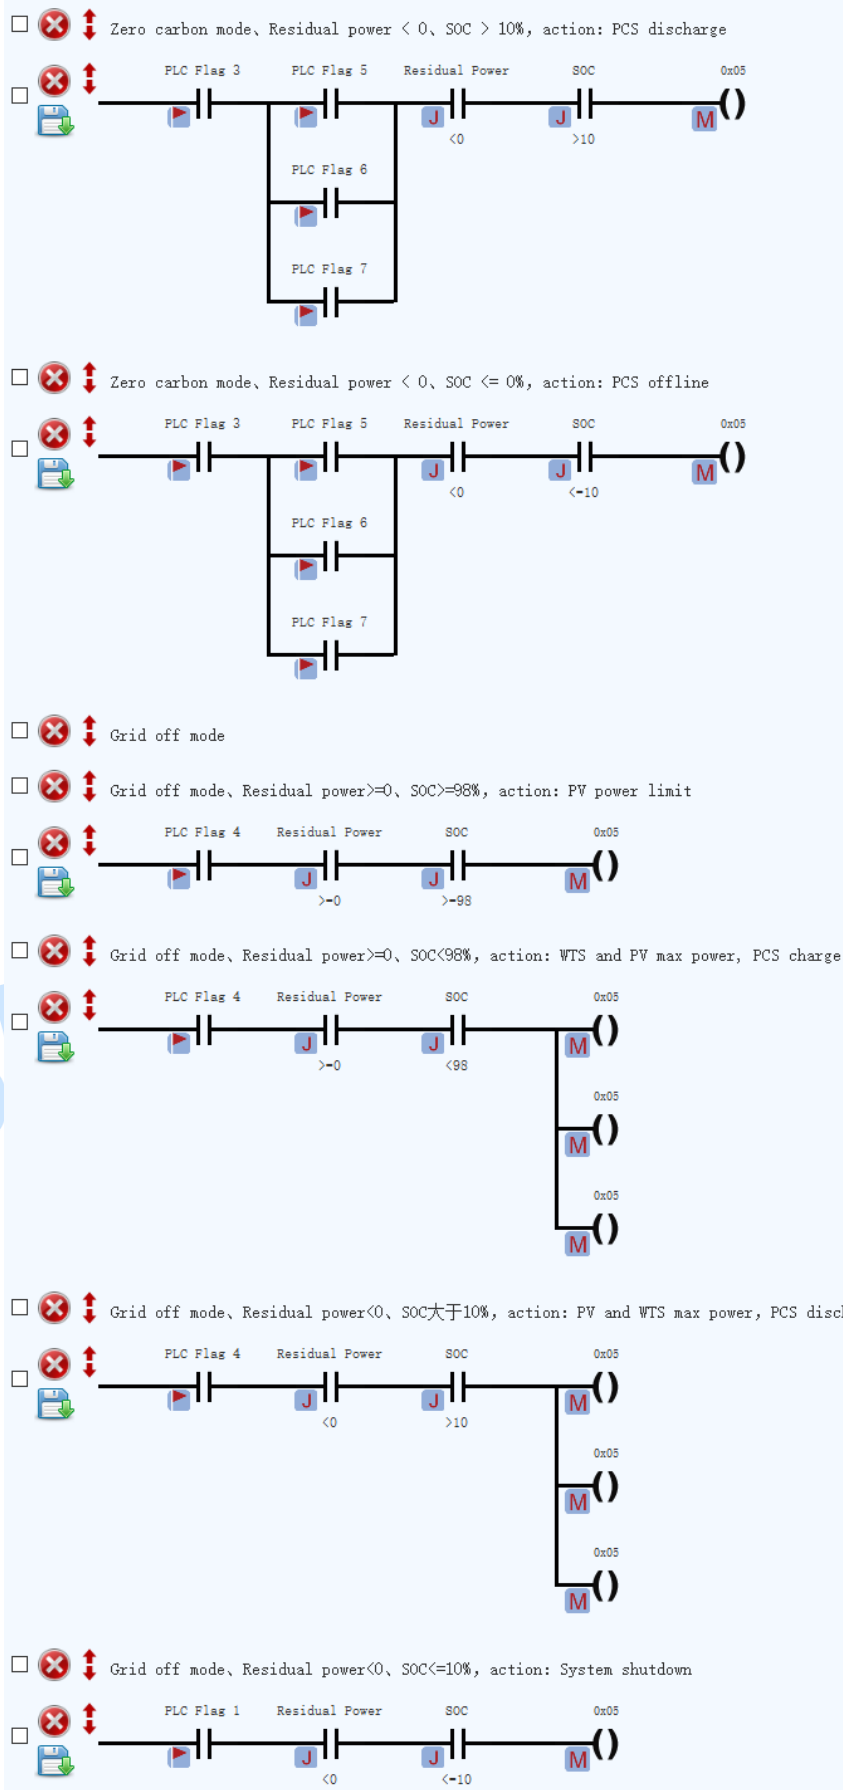 Zero carbon mode、Residual power < 0、SOC > 10%, action: PCS discharge
PLC Flag 3 PLC Flag 5 Residual Power SOC 0x05
J J M
<0 >10
PLC Flag 6
PLC Flag 7
Zero carbon mode、Residual power < 0、SOC <= 0%, action: PCS offline
PLC Flag 3 PLC Flag 5 Residual Power SOC 0x05
J J M
<0 <=10
PLC Flag 6
PLC Flag 7
Grid off mode
Grid off mode、Residual power>=0、SOC>=98%, action: PV power limit
PLC Flag 4 Residual Power SOC 0x05
J J M
>=0 >=98
Grid off mode、Residual power>=0、SOC<98%, action: WTS and PV max power, PCS charge
PLC Flag 4 Residual Power SOC 0x05
J J M
>=0 <98
0x05
M
0x05
M
Grid off mode、Residual power<0、SOC大于10%, action: PV and WTS max power, PCS disc
PLC Flag 4 Residual Power SOC 0x05
J J M
<0 >10
0x05
M
0x05
M
Grid off mode、Residual power<0、SOC<=10%, action: System shutdown
PLC Flag 1 Residual Power SOC 0x05
J J M
<0 <=10